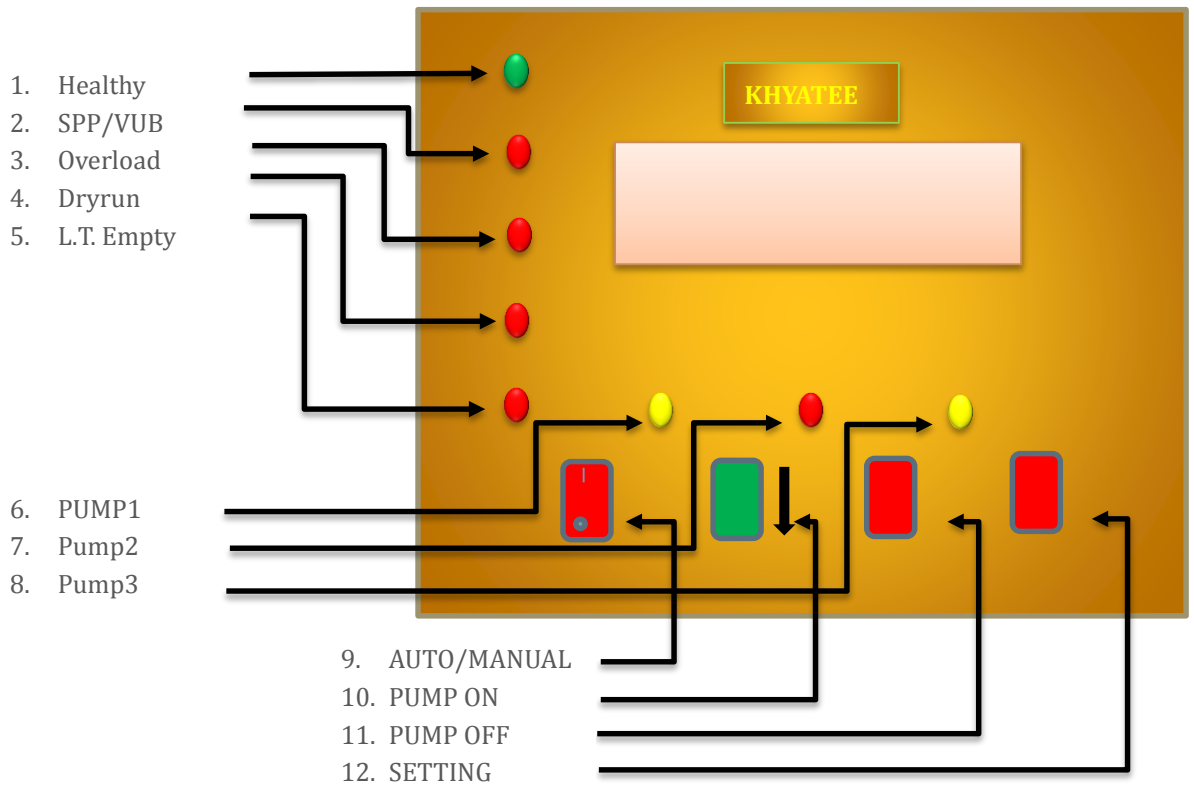 KHYATEE
1. Healthy
2. SPP/VUB
3. Overload
4. Dryrun
5. L.T. Empty
6. PUMP1
7. Pump2
8. Pump3
9. AUTO/MANUAL
10. PUMP ON
11. PUMP OFF
12. SETTING